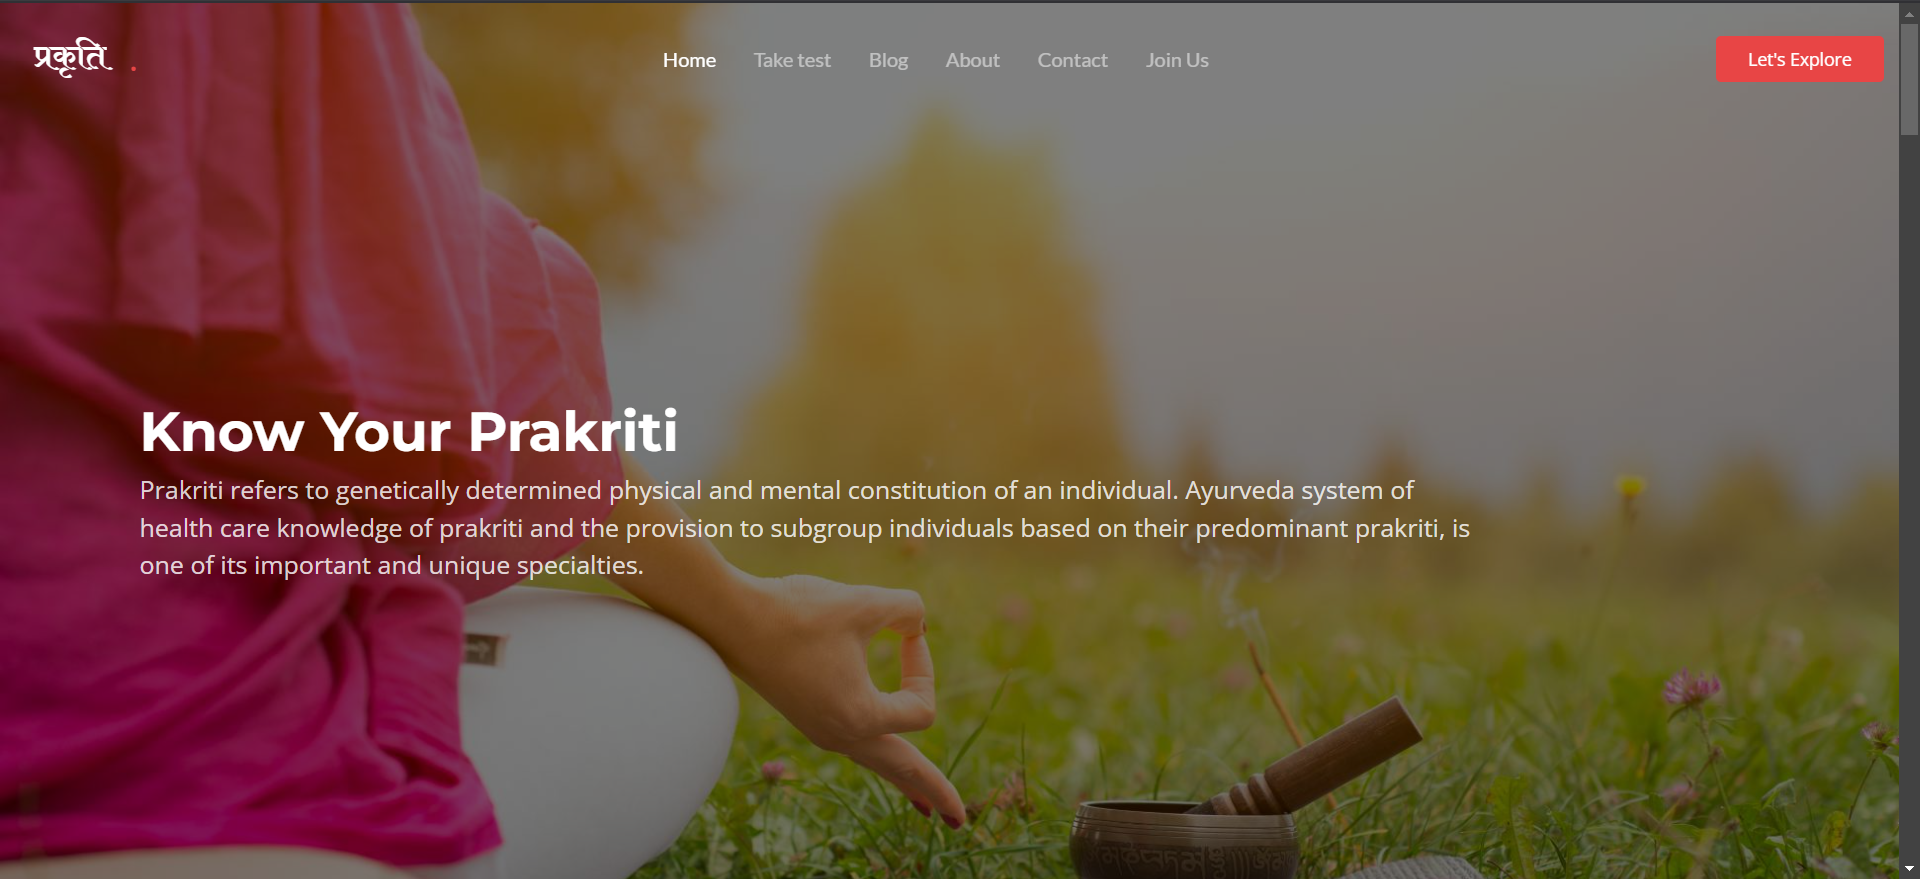 प्रकृति .
Home Take test Blog About Contact Join Us
Let's Explore
Know Your Prakriti
Prakriti refers to genetically determined physical and mental constitution of an individual. Ayurveda system of
health care knowledge of prakriti and the provision to subgroup individuals based on their predominant prakriti, is
one of its important and unique specialties.